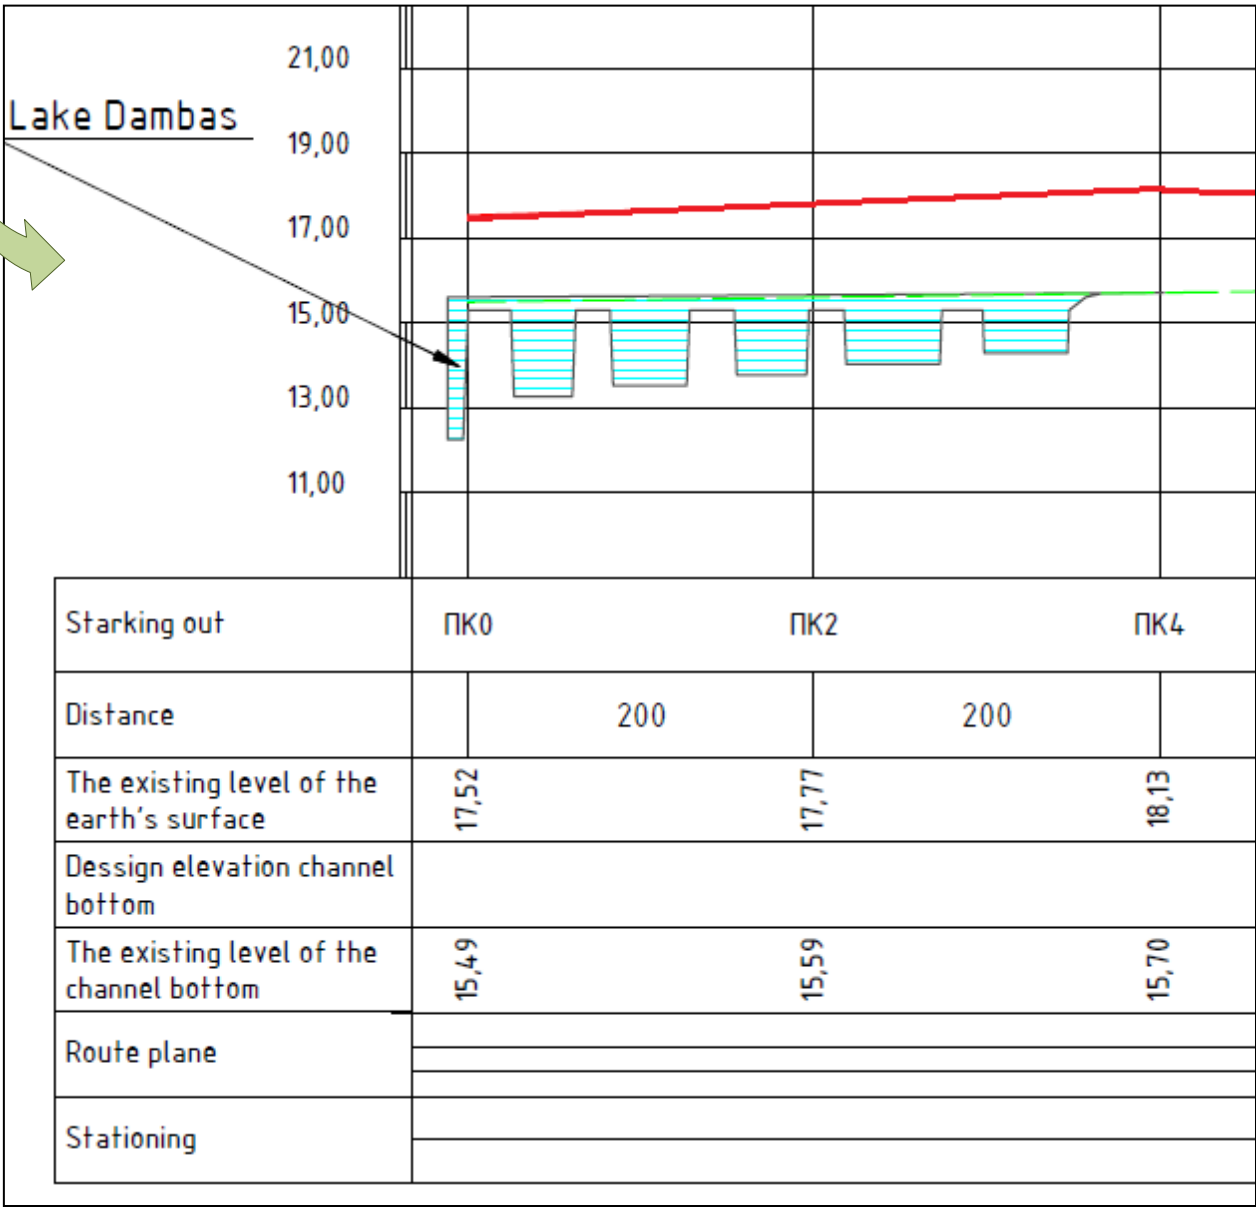 21,00
Lake Dambas
19,00
17,00
15,00
13,00
11,00
Starking out ПК0 ПК2 ПК4
Distance 200 200
The existing level of the
earth's surface 17,52 17,77 18,13
Dessign elevation channel
bottom
The existing level of the
channel bottom 15,49 15,59 15,70
Route plane
Stationing